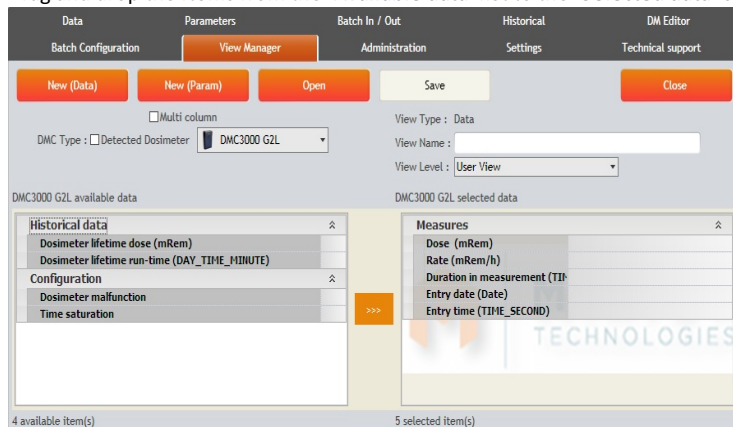 Data Parameters Batch In / Out Historical DM Editor
Batch Configuration View Manager Administration Settings Technical support
New (Data) New (Param) Open Save Close
Multi column
DMC Type : Detected Dosimeter DMC3000 G2L
View Type : Data
View Name :
View Level : User View
DMC3000 G2L available data
Historical data
Dosimeter lifetime dose (mRem)
Dosimeter lifetime run-time (DAY_TIME_MINUTE)
Configuration
Dosimeter malfunction
Time saturation
>>>
DMC3000 G2L selected data
Measures
Dose (mRem)
Rate (mRem/h)
Duration in measurement (TIM
Entry date (Date)
Entry time (TIME_SECOND)
TECHNOLOGIES
4 available item(s)
5 selected item(s)